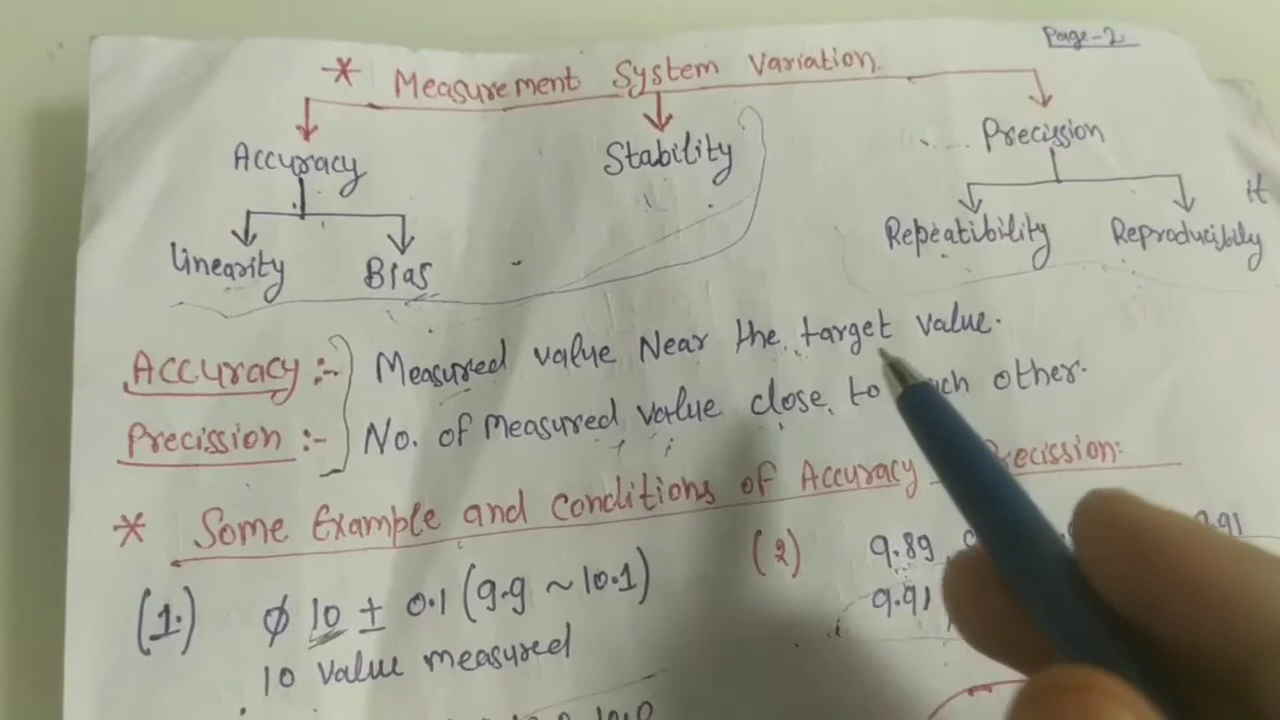 Page-2.
* Measurement System Variation.
Accuracy Stability Precission
Linearity Bias Repeatibility Reproducibily it
Accuracy :- Measured value Near the target value.
Precission :- No. of Measured value close to other.
* Some Example and conditions of Accuracy
(1.) ϕ 10 ± 0.1 (9.9 ~ 10.1)
10 value measured
(2) 9.89
9.91